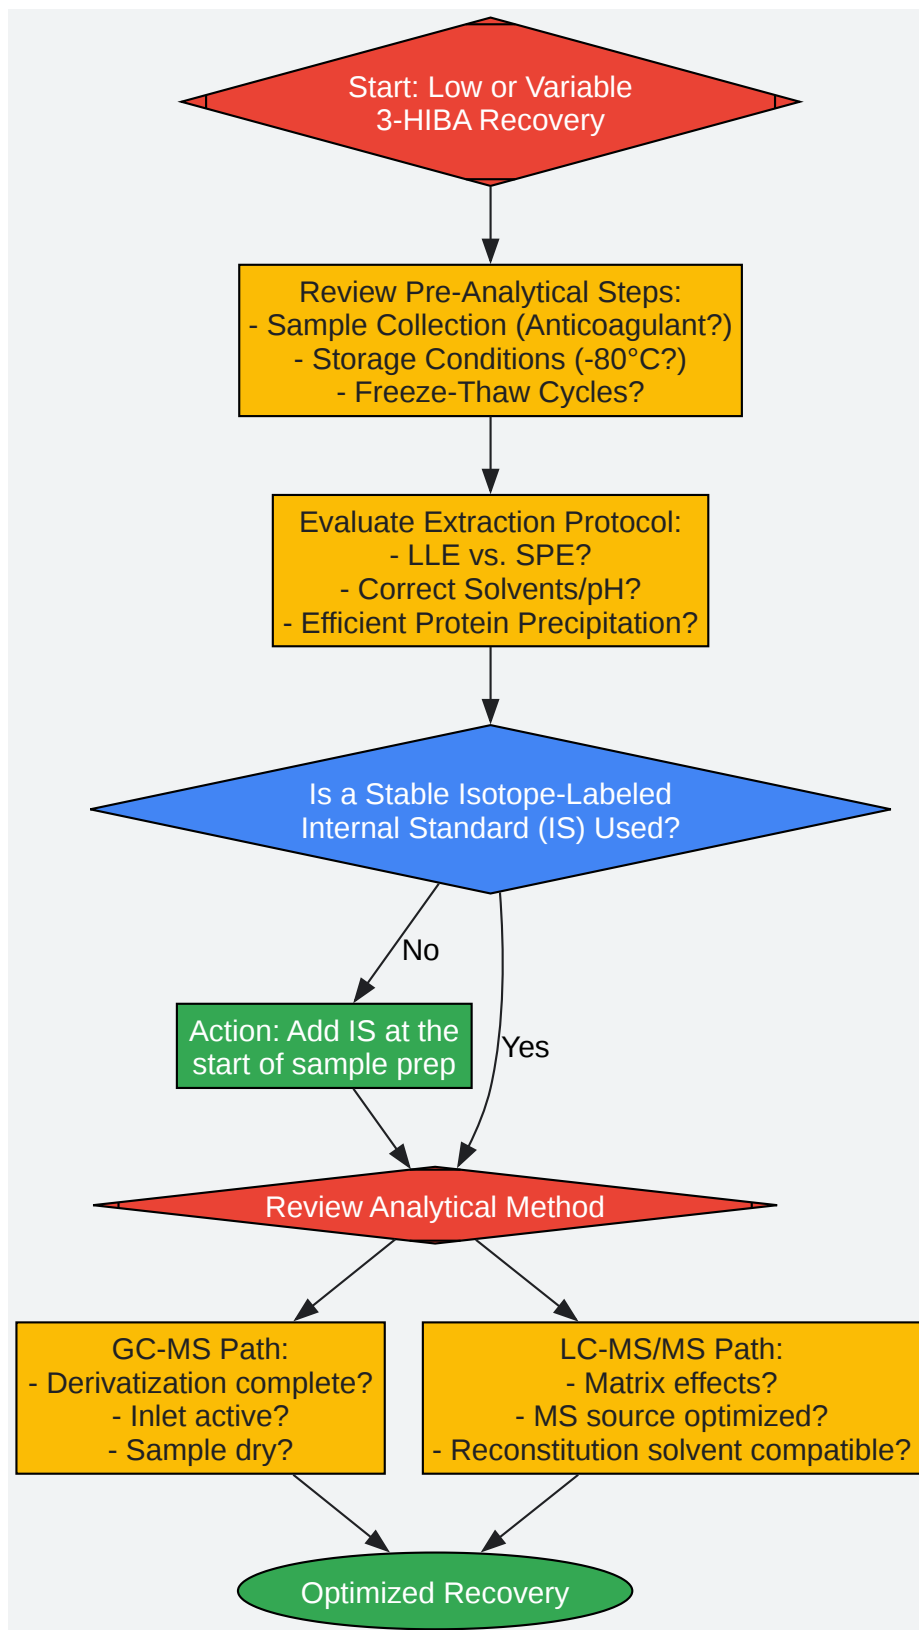 Start: Low or Variable
3-HIBA Recovery
Review Pre-Analytical Steps:
- Sample Collection (Anticoagulant?)
- Storage Conditions (-80°C?)
- Freeze-Thaw Cycles?
Evaluate Extraction Protocol:
- LLE vs. SPE?
- Correct Solvents/pH?
- Efficient Protein Precipitation?
Is a Stable Isotope-Labeled
Internal Standard (IS) Used?
No
Action: Add IS at the
start of sample prep
Yes
Review Analytical Method
GC-MS Path:
- Derivatization complete?
- Inlet active?
- Sample dry?
LC-MS/MS Path:
- Matrix effects?
- MS source optimized?
- Reconstitution solvent compatible?
Optimized Recovery